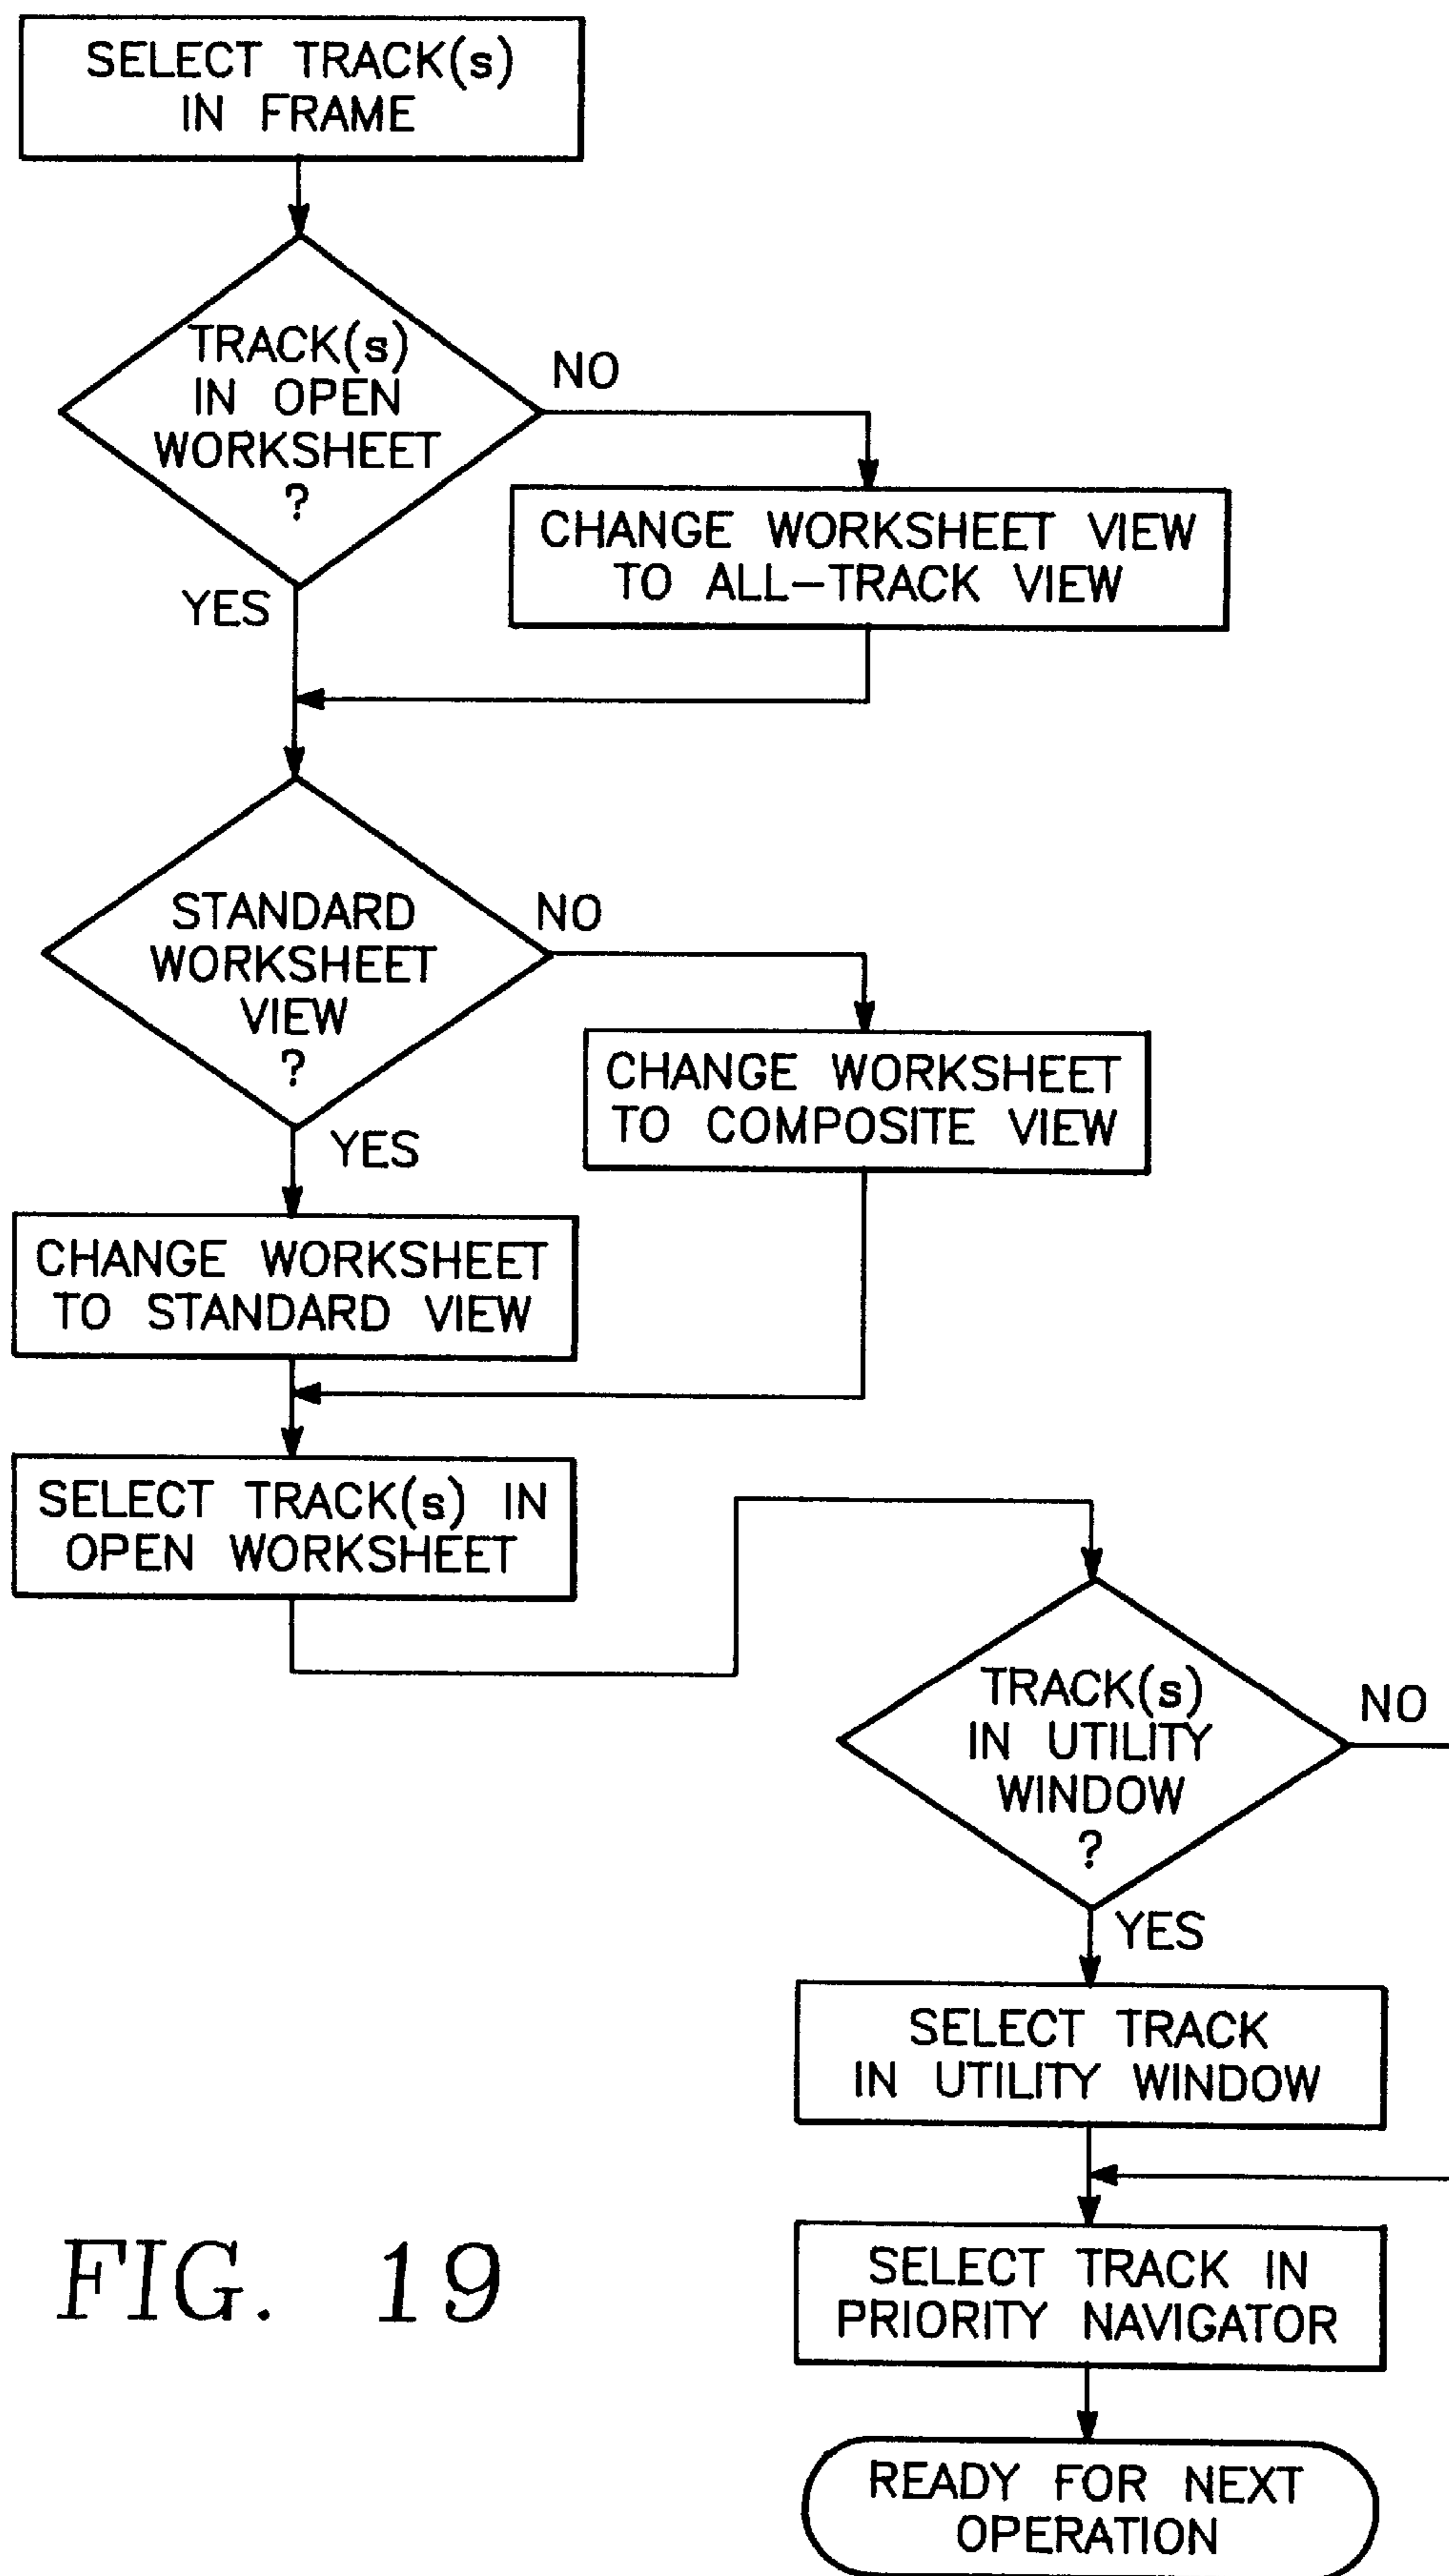 SELECT TRACK(s)
IN FRAME
TRACK(s)
IN OPEN
WORKSHEET
?
NO
CHANGE WORKSHEET VIEW
TO ALL-TRACK VIEW
YES
STANDARD
WORKSHEET
VIEW
?
NO
CHANGE WORKSHEET
TO COMPOSITE VIEW
YES
CHANGE WORKSHEET
TO STANDARD VIEW
SELECT TRACK(s) IN
OPEN WORKSHEET
TRACK(s)
IN UTILITY
WINDOW
?
NO
YES
SELECT TRACK
IN UTILITY WINDOW
SELECT TRACK IN
PRIORITY NAVIGATOR
READY FOR NEXT
OPERATION
FIG. 19